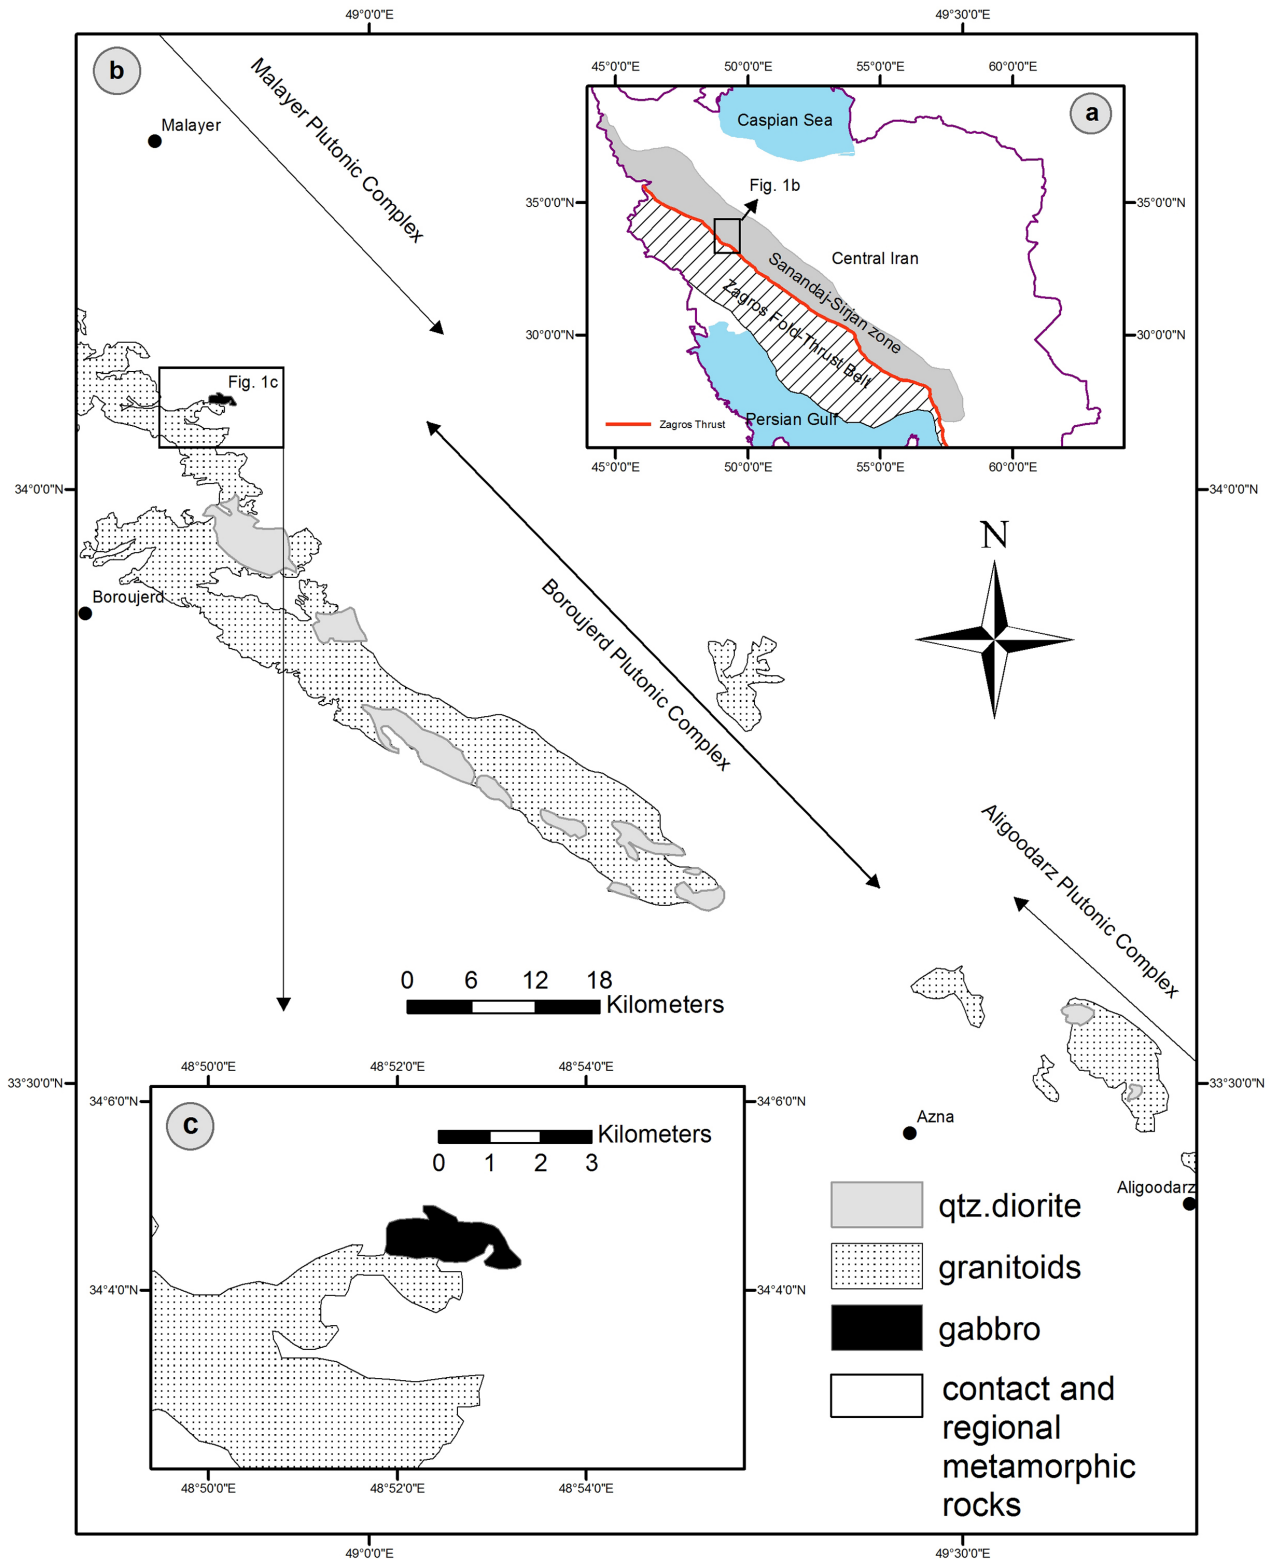 49°0'0"E
49°30'0"E
b
Malayer Plutonic Complex
Malayer
45°0'0"E
50°0'0"E
55°0'0"E
60°0'0"E
a
Caspian Sea
Fig. 1b
35°0'0"N
35°0'0"N
Central Iran
Sanandaj-Sirjan zone
Zagros Fold-Thrust Belt
30°0'0"N
30°0'0"N
Persian Gulf
Zagros Thrust
45°0'0"E
50°0'0"E
55°0'0"E
60°0'0"E
Fig. 1c
34°0'0"N
34°0'0"N
N
Boroujerd
Boroujerd Plutonic Complex
Aligoodarz Plutonic Complex
0
6
12
18
Kilometers
48°50'0"E
48°52'0"E
48°54'0"E
33°30'0"N
33°30'0"N
34°6'0"N
34°6'0"N
c
Kilometers
0
1
2
3
Azna
Aligoodarz
34°4'0"N
34°4'0"N
qtz.diorite
granitoids
gabbro
contact and
regional
metamorphic
rocks
48°50'0"E
48°52'0"E
48°54'0"E
49°0'0"E
49°30'0"E